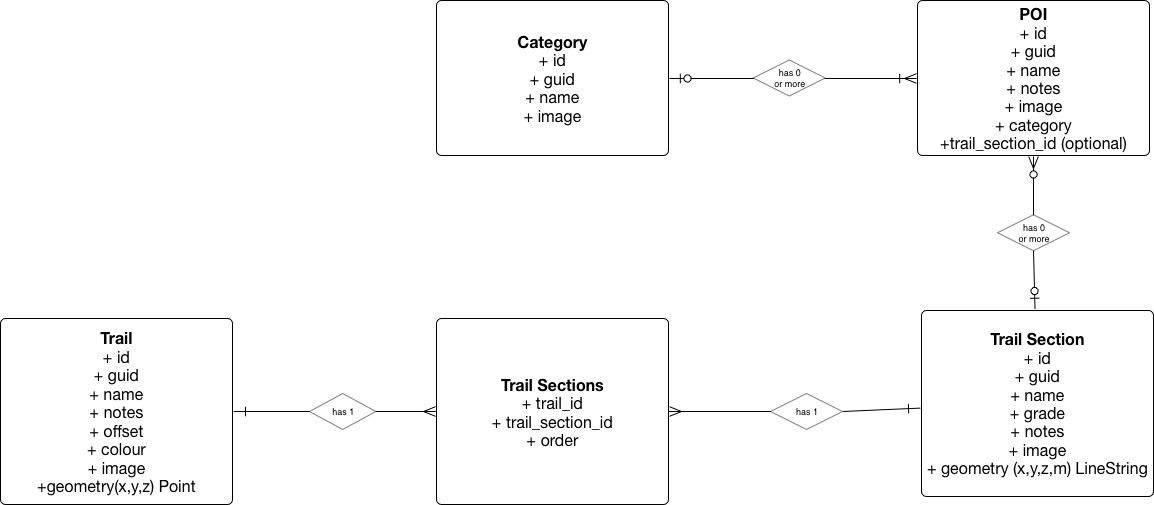 Category
+ id
+ guid
+ name
+ image
has 0
or more
POI
+ id
+ guid
+ name
+ notes
+ image
+ category
+trail_section_id (optional)
has 0
or more
Trail
+ id
+ guid
+ name
+ notes
+ offset
+ colour
+ image
+geometry(x,y,z) Point
has 1
Trail Sections
+ trail_id
+ trail_section_id
+ order
has 1
Trail Section
+ id
+ guid
+ name
+ grade
+ notes
+ image
+ geometry (x,y,z,m) LineString